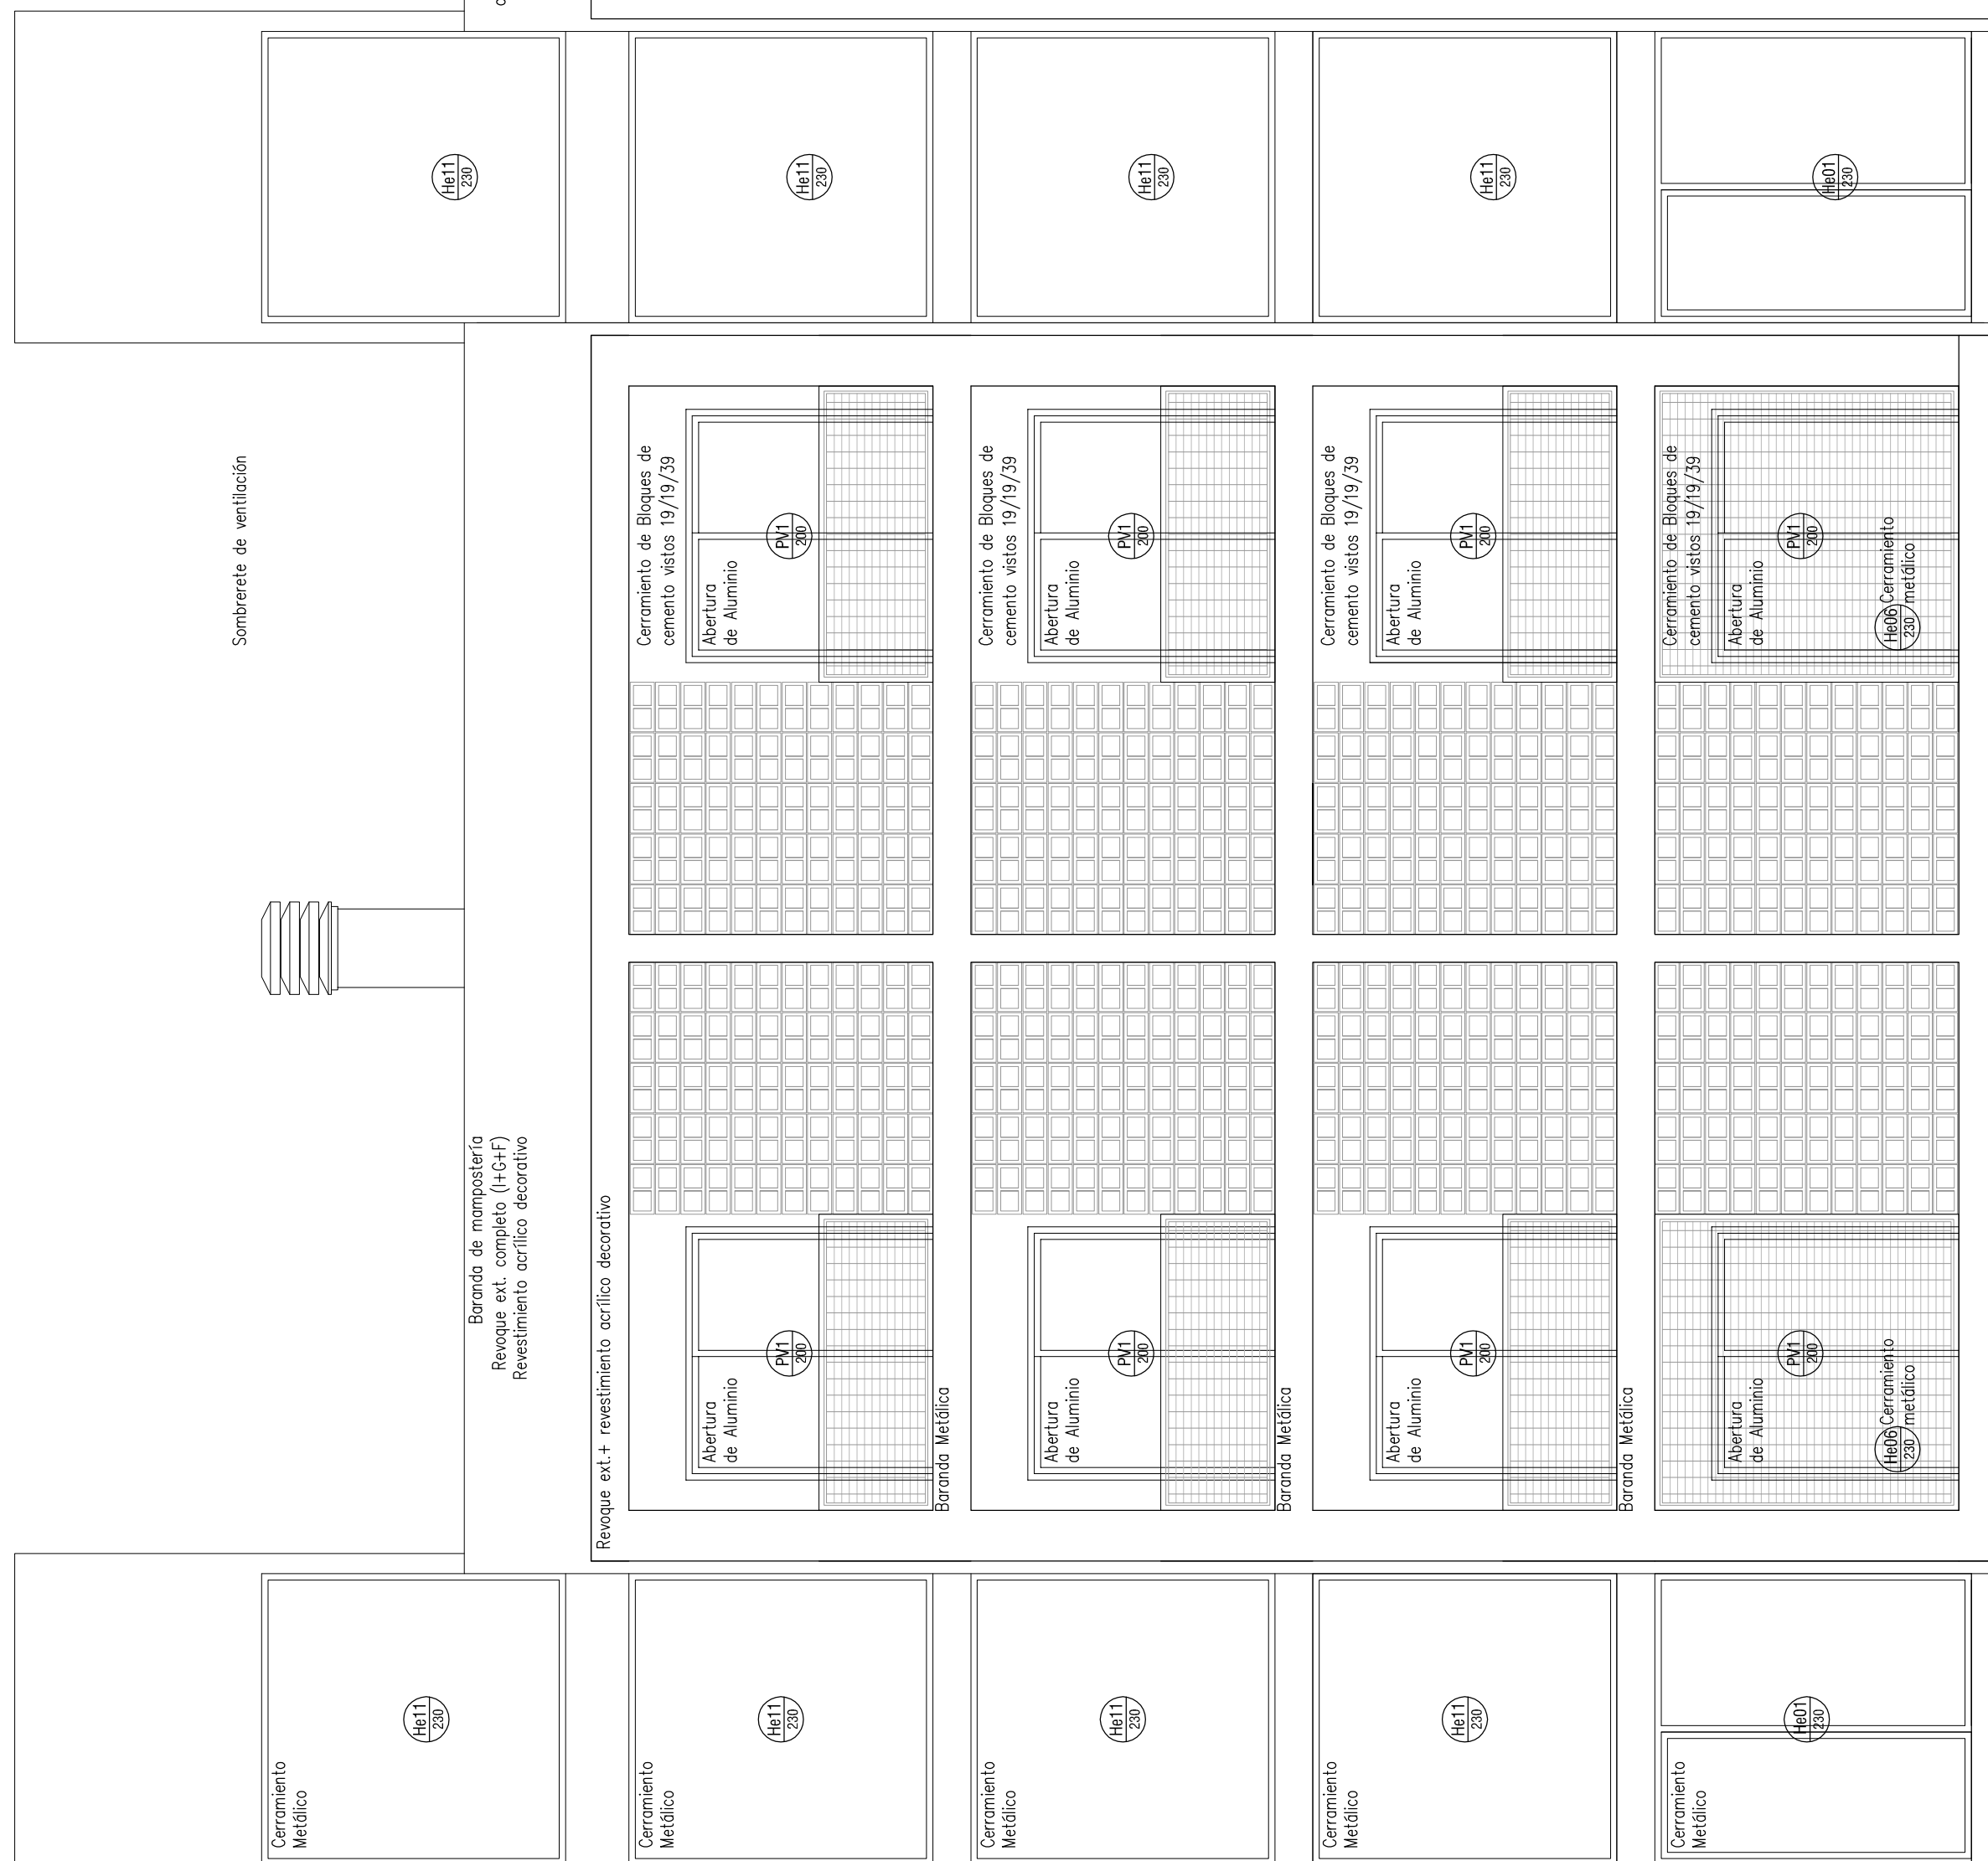 Sombrerete de ventilación
Cerramiento
Metálico
He11
230
He11
230
Baranda de mampostería
Revoque ext. completo (I+G+F)
Revestimiento acrílico decorativo
Revoque ext.+ revestimiento acrílico decorativo
Cerramiento
Metálico
He11
230
Abertura
de Aluminio
PV1
200
Baranda Metálica
Cerramiento de Bloques de
cemento vistos 19/19/39
Abertura
de Aluminio
PV1
200
He11
230
Cerramiento
Metálico
He11
230
Abertura
de Aluminio
PV1
200
Baranda Metálica
Cerramiento de Bloques de
cemento vistos 19/19/39
Abertura
de Aluminio
PV1
200
He11
230
Cerramiento
Metálico
He11
230
Abertura
de Aluminio
PV1
200
Baranda Metálica
Cerramiento de Bloques de
cemento vistos 19/19/39
Abertura
de Aluminio
PV1
200
He11
230
Cerramiento
Metálico
He01
230
Abertura
de Aluminio
PV1
200
He06
230
Cerramiento
metálico
Cerramiento de Bloques de
cemento vistos 19/19/39
Abertura
de Aluminio
PV1
200
He06
230
Cerramiento
metálico
He01
230